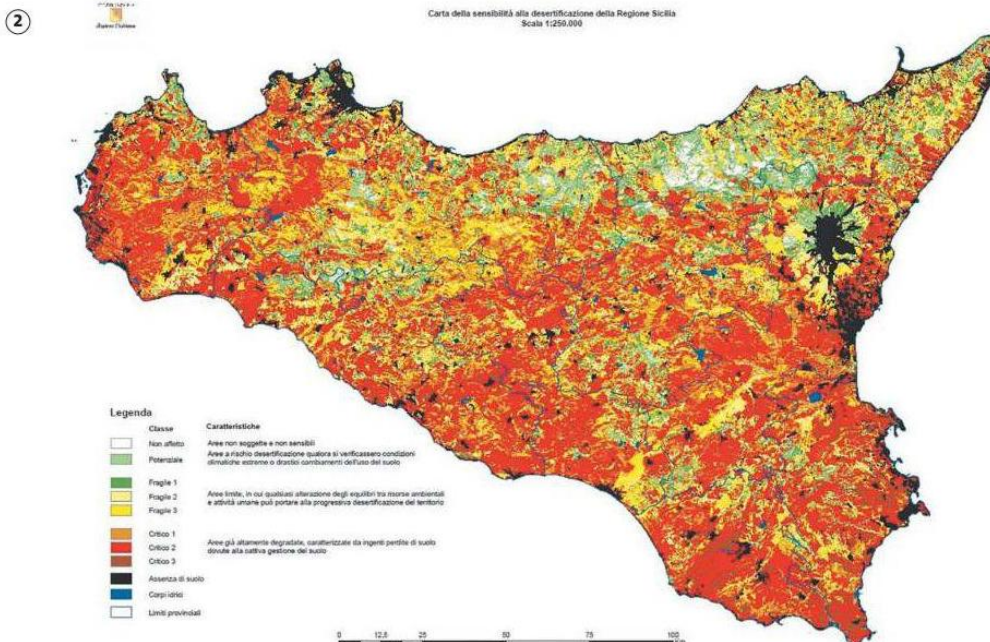 2
Carta della sensibilità alla desertificazione della Regione Sicilia
Scala 1:250.000
Legenda
Classe Caratteristiche
Non affetto Aree non soggette e non sensibili
Potenziale Aree a rischio desertificazione qualora si verificassero condizioni
climatiche estreme o drastici cambiamenti dell'uso del suolo
Fragile 1
Fragile 2 Aree limite, in cui qualsiasi alterazione degli equilibri tra risorse ambientali
e attività umane può portare alla progressiva desertificazione del territorio
Fragile 3
Critico 1
Critico 2 Aree già altamente degradate, caratterizzate da ingenti perdite di suolo
dovute alla cattiva gestione del suolo
Critico 3
Assenza di suolo
Corpi idrici
Limiti provinciali
0 12,5 25 50 75 100